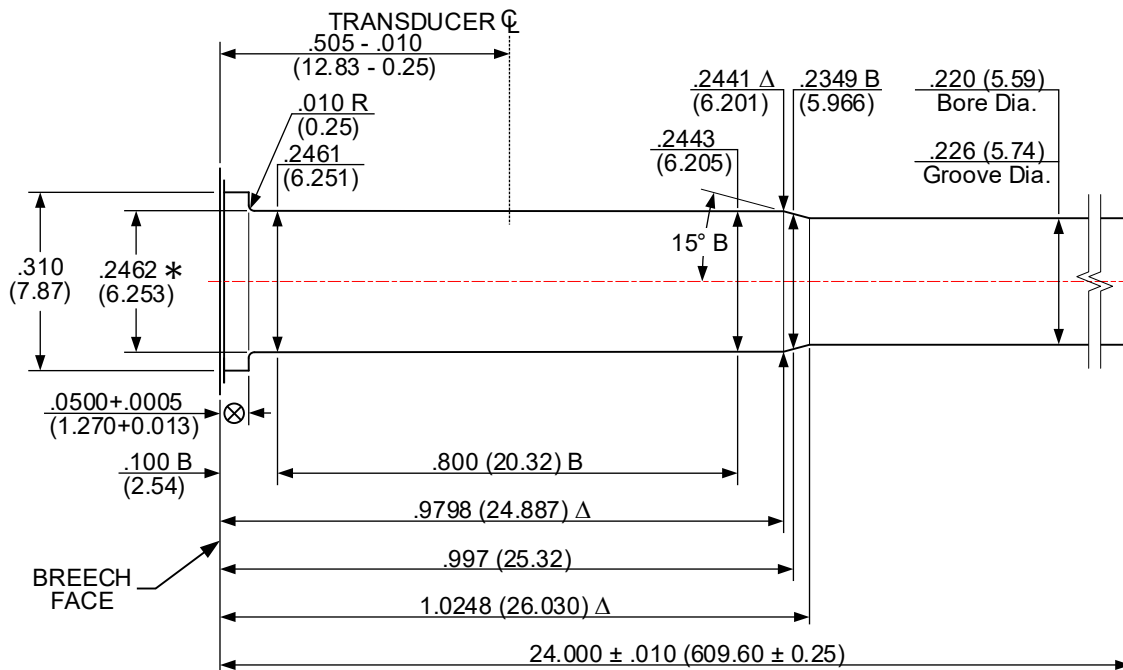 TRANSDUCER ℄
.505 - .010
(12.83 - 0.25)
.010 R
(0.25)
.2461
(6.251)
.2441 Δ
(6.201)
.2349 B
(5.966)
.220 (5.59)
Bore Dia.
.2443
(6.205)
.226 (5.74)
Groove Dia.
15° B
.310
(7.87)
.2462 *
(6.253)
.0500+.0005
(1.270+0.013)
⊗
.100 B
(2.54)
.800 (20.32) B
.9798 (24.887) Δ
.997 (25.32)
BREECH
FACE
1.0248 (26.030) Δ
24.000 ± .010 (609.60 ± 0.25)